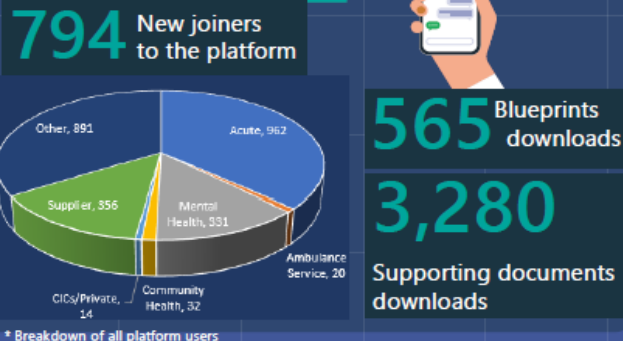 794 New joiners
to the platform
Other, 891
Acute, 962
Supplier, 356
Mental
Health, 331
Ambulance
Service, 20
CICs/Private,
14
Community
Health, 32
* Breakdown of all platform users
565 Blueprints
downloads
3,280
Supporting documents
downloads